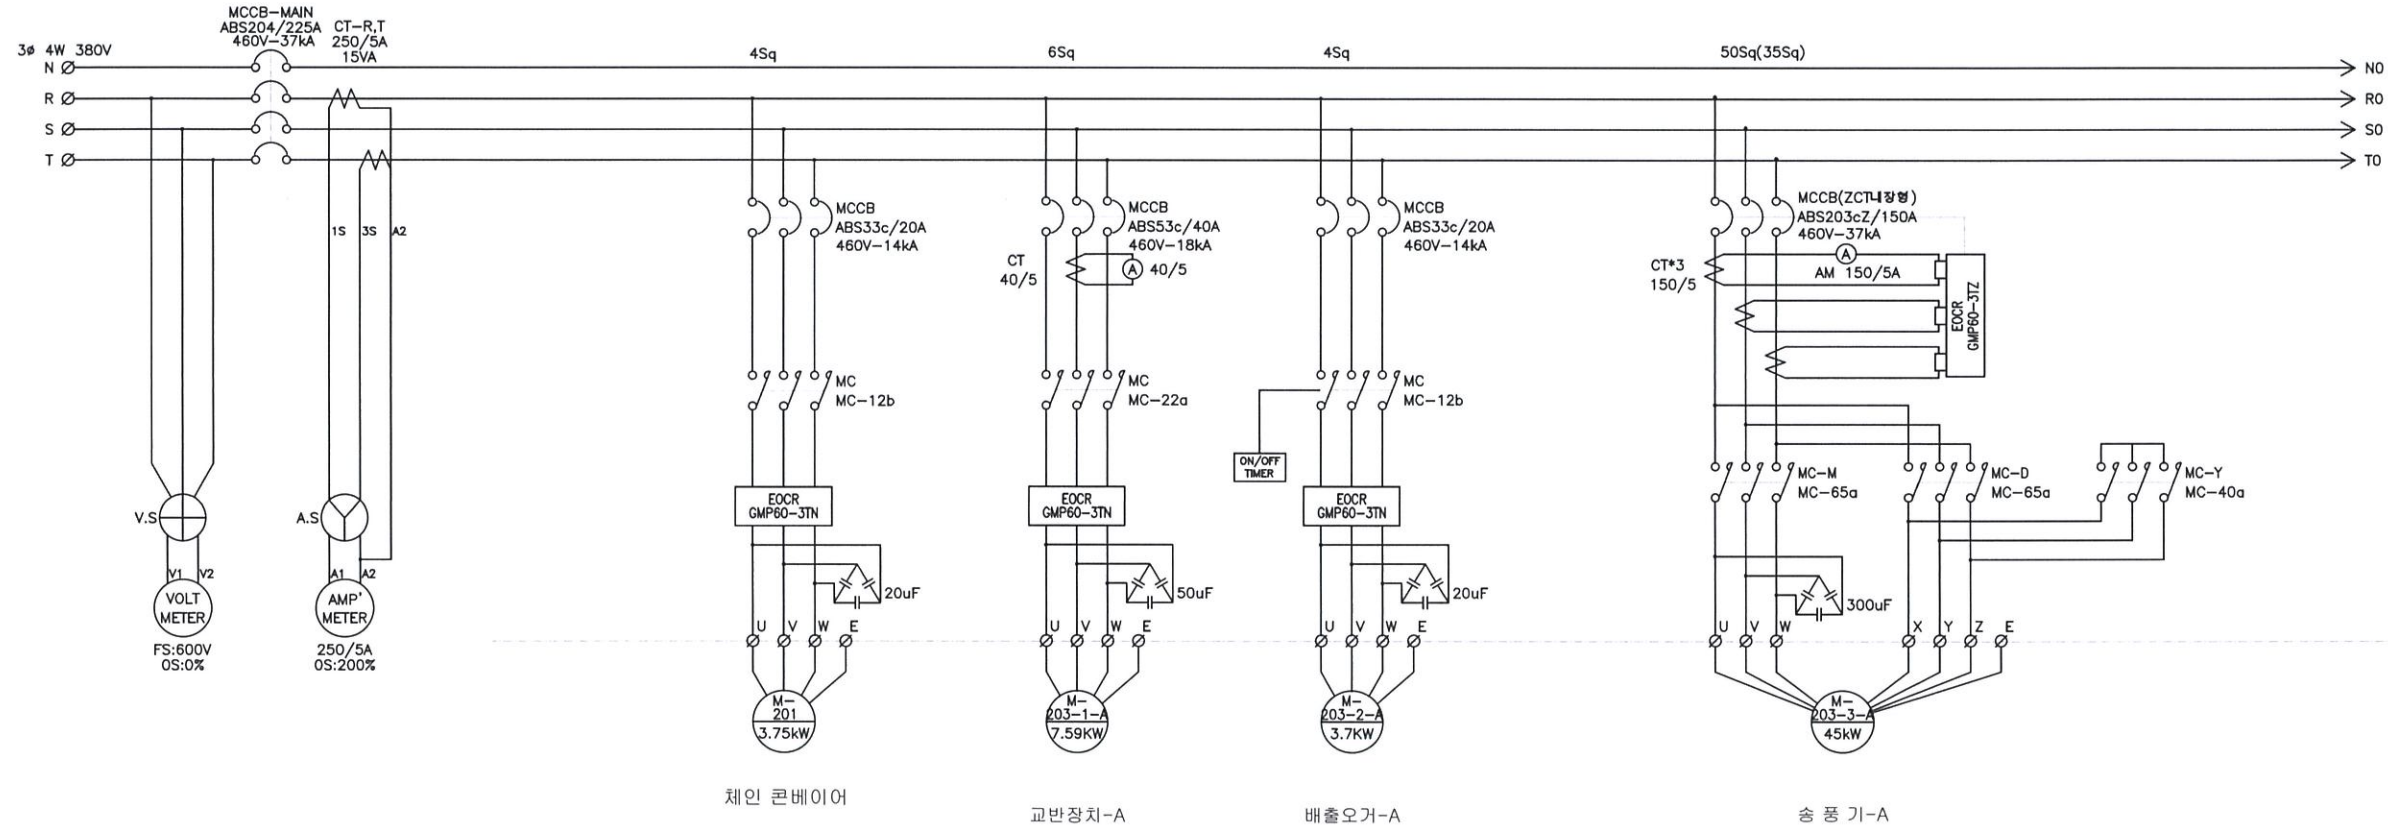 MCCB-MAIN
ABS204/225A
460V-37kA
CT-R,T
250/5A
15VA
3ø 4W 380V
N
R
S
T
4Sq
6Sq
4Sq
50Sq(35Sq)
N0
R0
S0
T0
1S
3S
A2
V.S
V1
V2
VOLT
METER
FS:600V
0S:0%
A.S
A1
A2
AMP'
METER
250/5A
0S:200%
MCCB
ABS33c/20A
460V-14kA
MC
MC-12b
EOCR
GMP60-3TN
20uF
U
V
W
E
M-
201
3.75kW
체인 콘베이어
MCCB
ABS53c/40A
460V-18kA
CT
40/5
A
40/5
MC
MC-22a
EOCR
GMP60-3TN
50uF
U
V
W
E
M-
203-1-A
7.59KW
교반장치-A
MCCB
ABS33c/20A
460V-14kA
MC
MC-12b
ON/OFF
TIMER
EOCR
GMP60-3TN
20uF
U
V
W
E
M-
203-2-A
3.7KW
배출오거-A
MCCB(ZCT내장형)
ABS203cZ/150A
460V-37kA
CT*3
150/5
A
AM 150/5A
EOCR
GMP60-3TZ
MC-M
MC-65a
MC-D
MC-65a
MC-Y
MC-40a
300uF
U
V
W
X
Y
Z
E
M-
203-3-A
45kW
송 풍 기-A